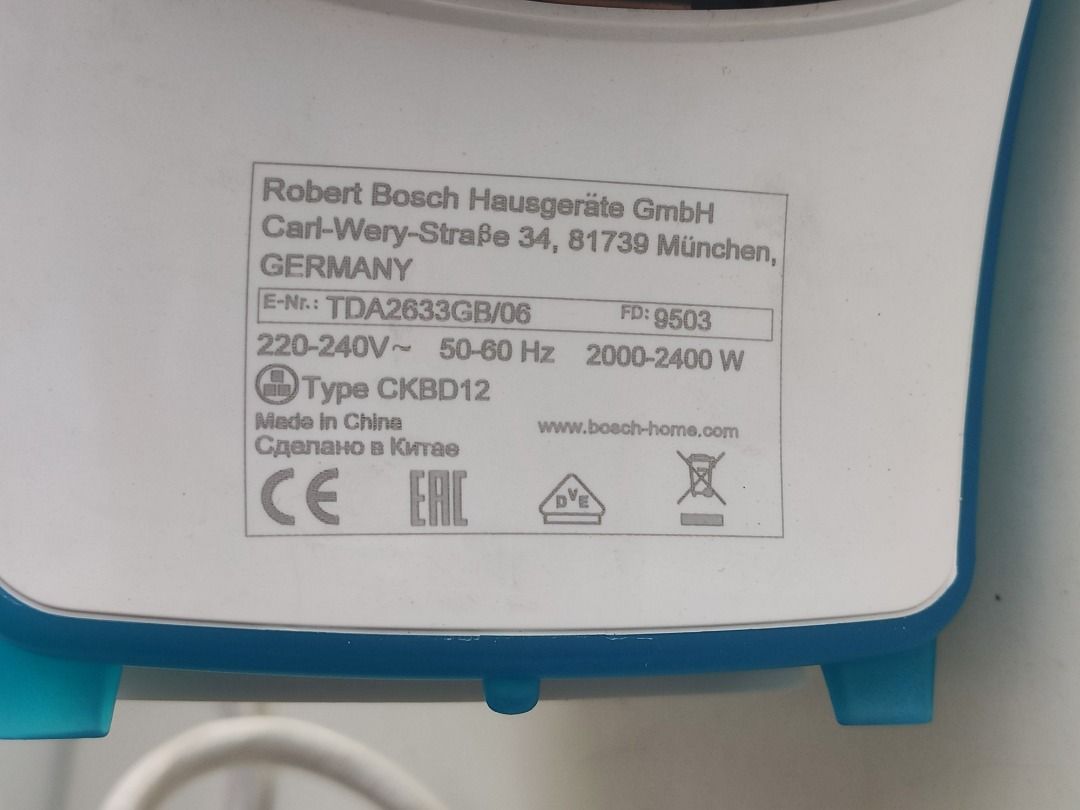 Robert Bosch Hausgeräte GmbH
Carl-Wery-Straße 34, 81739 München,
GERMANY
E-Nr.: TDA2633GB/06 FD: 9503
220-240V~ 50-60 Hz 2000-2400 W
Type CKBD12
Made in China
www.bosch-home.com
Сделано в Китае
CE EAC DVE